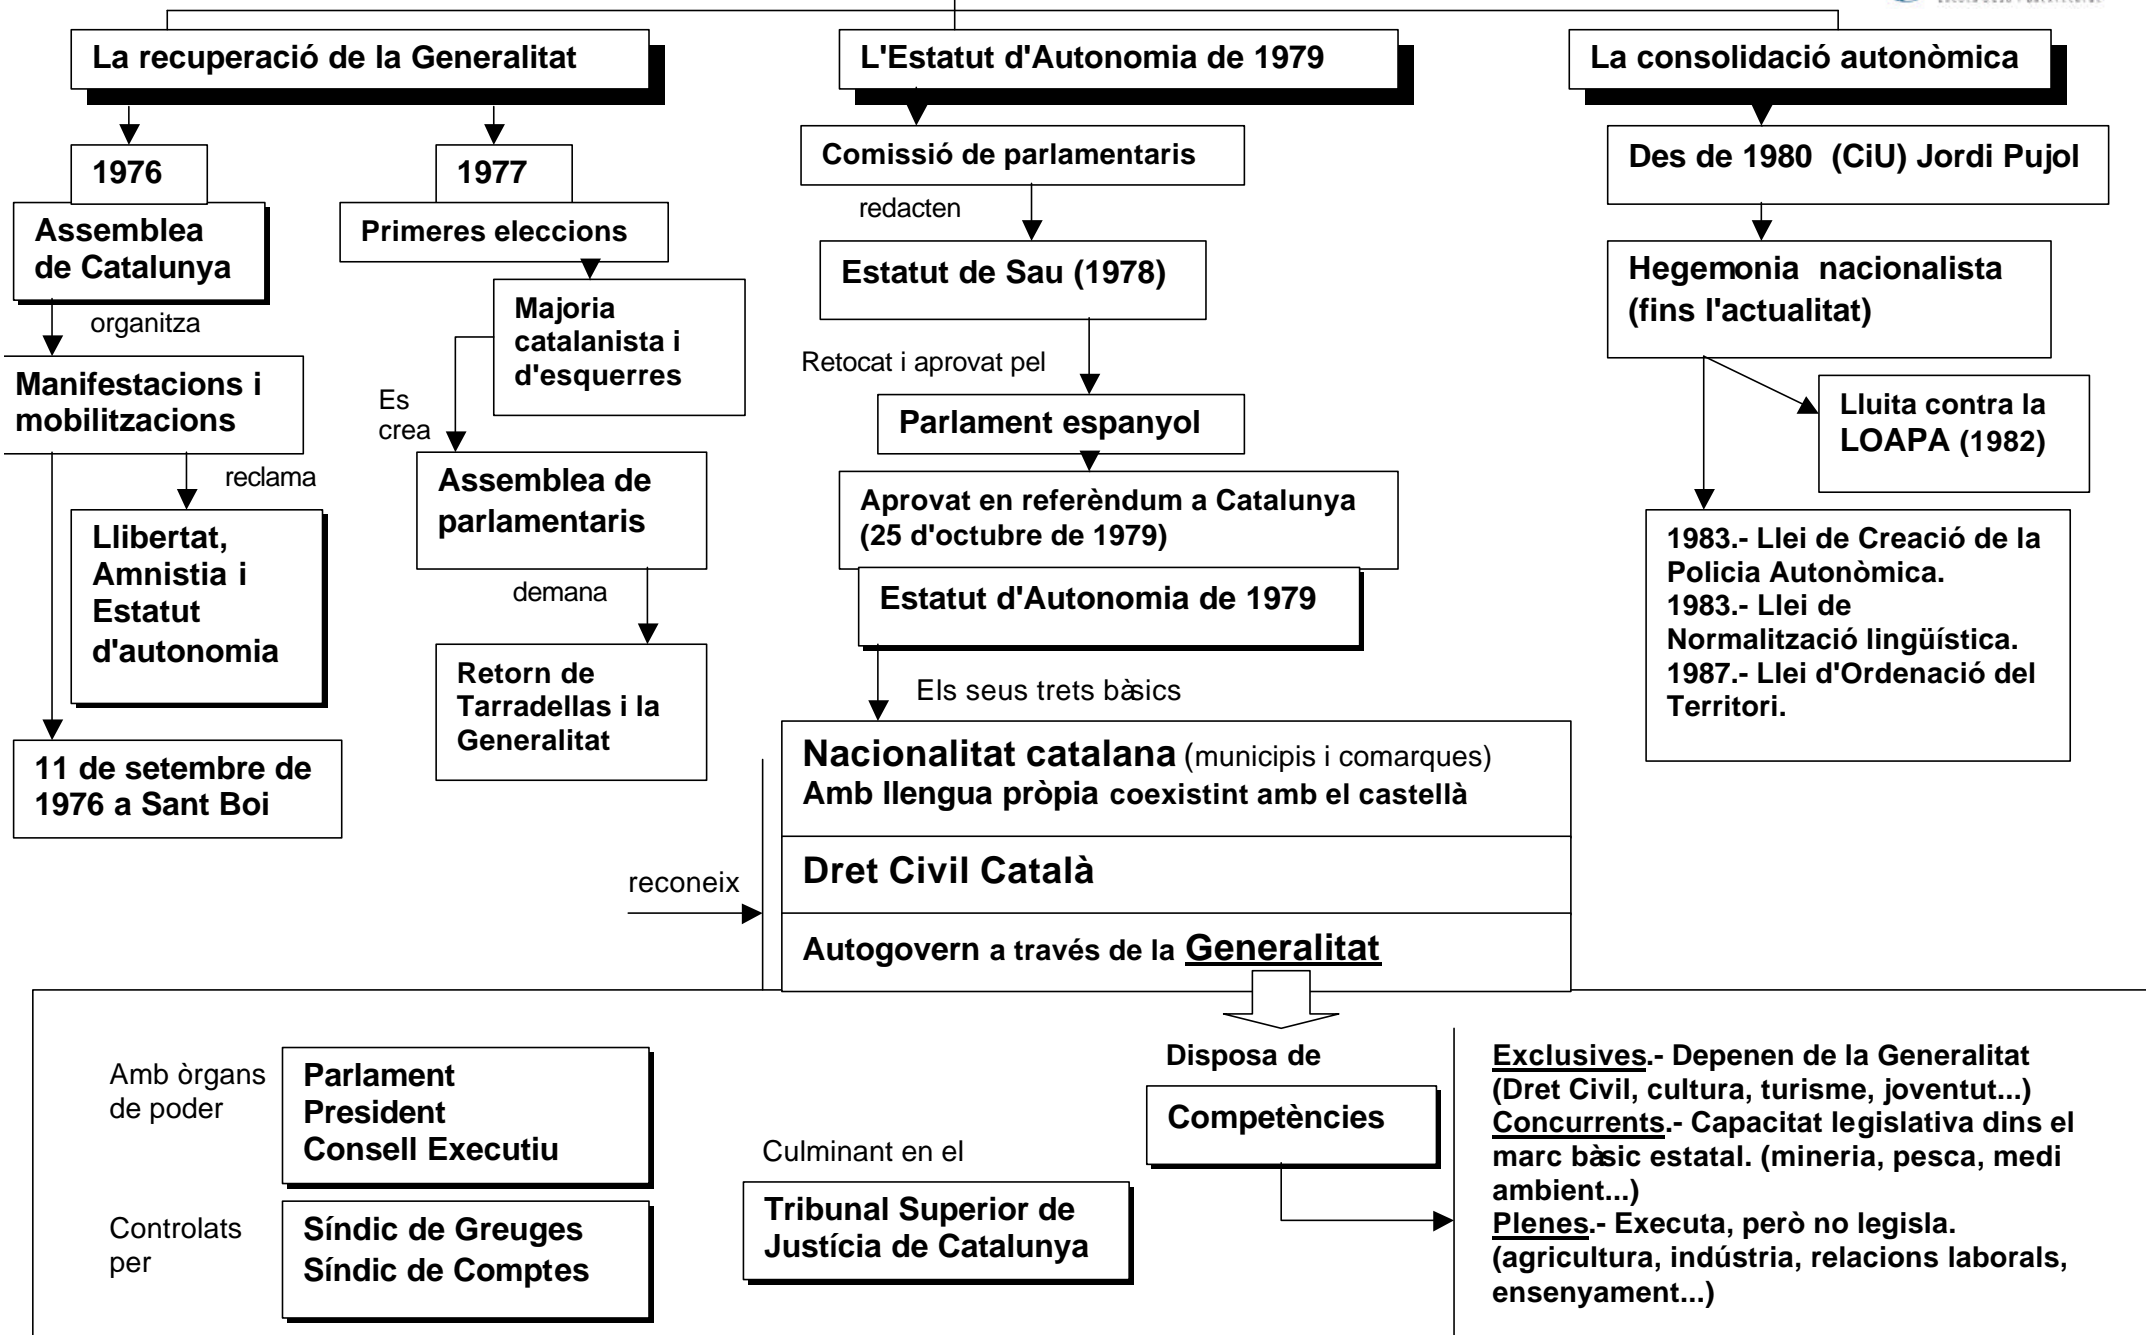 La recuperació de la Generalitat
1976
Assemblea
de Catalunya
organitza
Manifestacions i
mobilitzacions
reclama
Llibertat,
Amnistia i
Estatut
d'autonomia
11 de setembre de
1976 a Sant Boi
1977
Primeres eleccions
Majoria
catalanista i
d'esquerres
Es
crea
Assemblea de
parlamentaris
demana
Retorn de
Tarradellas i la
Generalitat
L'Estatut d'Autonomia de 1979
Comissió de parlamentaris
redacten
Estatut de Sau (1978)
Retocat i aprovat pel
Parlament espanyol
Aprovat en referèndum a Catalunya
(25 d'octubre de 1979)
Estatut d'Autonomia de 1979
Els seus trets bàsics
reconeix
Nacionalitat catalana (municipis i comarques)
Amb llengua pròpia coexistint amb el castellà
Dret Civil Català
Autogovern a través de la Generalitat
La consolidació autonòmica
Des de 1980 (CiU) Jordi Pujol
Hegemonia nacionalista
(fins l'actualitat)
Lluita contra la
LOAPA (1982)
1983.- Llei de Creació de la
Policia Autonòmica.
1983.- Llei de
Normalització lingüística.
1987.- Llei d'Ordenació del
Territori.
Amb òrgans
de poder
Parlament
President
Consell Executiu
Controlats
per
Síndic de Greuges
Síndic de Comptes
Culminant en el
Tribunal Superior de
Justícia de Catalunya
Disposa de
Competències
Exclusives.- Depenen de la Generalitat
(Dret Civil, cultura, turisme, joventut...)
Concurrents.- Capacitat legislativa dins el
marc bàsic estatal. (mineria, pesca, medi
ambient...)
Plenes.- Executa, però no legisla.
(agricultura, indústria, relacions laborals,
ensenyament...)